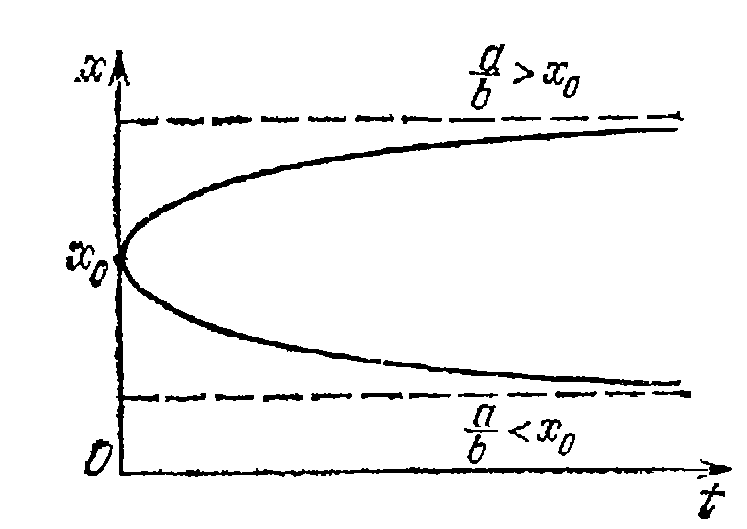 x
a/b > x₀
x₀
a/b < x₀
0
t